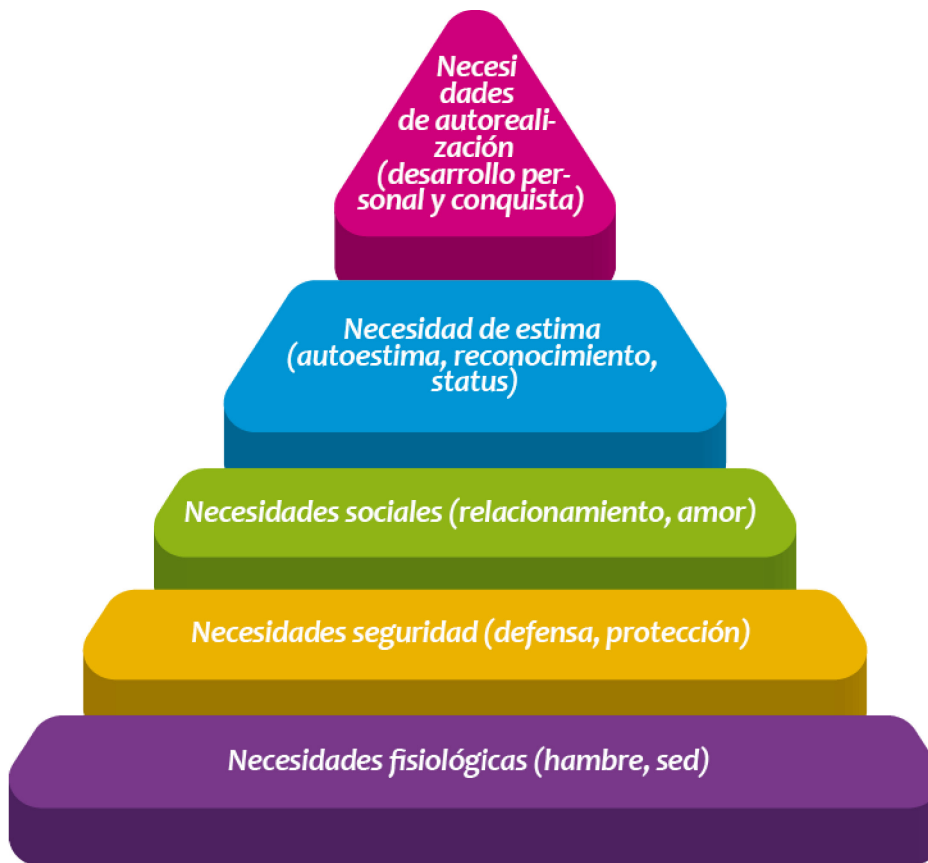 Necesi
dades
de autoreali-
zación
(desarrollo per-
sonal y conquista)
Necesidad de estima
(autoestima, reconocimiento,
status)
Necesidades sociales (relacionamiento, amor)
Necesidades seguridad (defensa, protección)
Necesidades fisiológicas (hambre, sed)